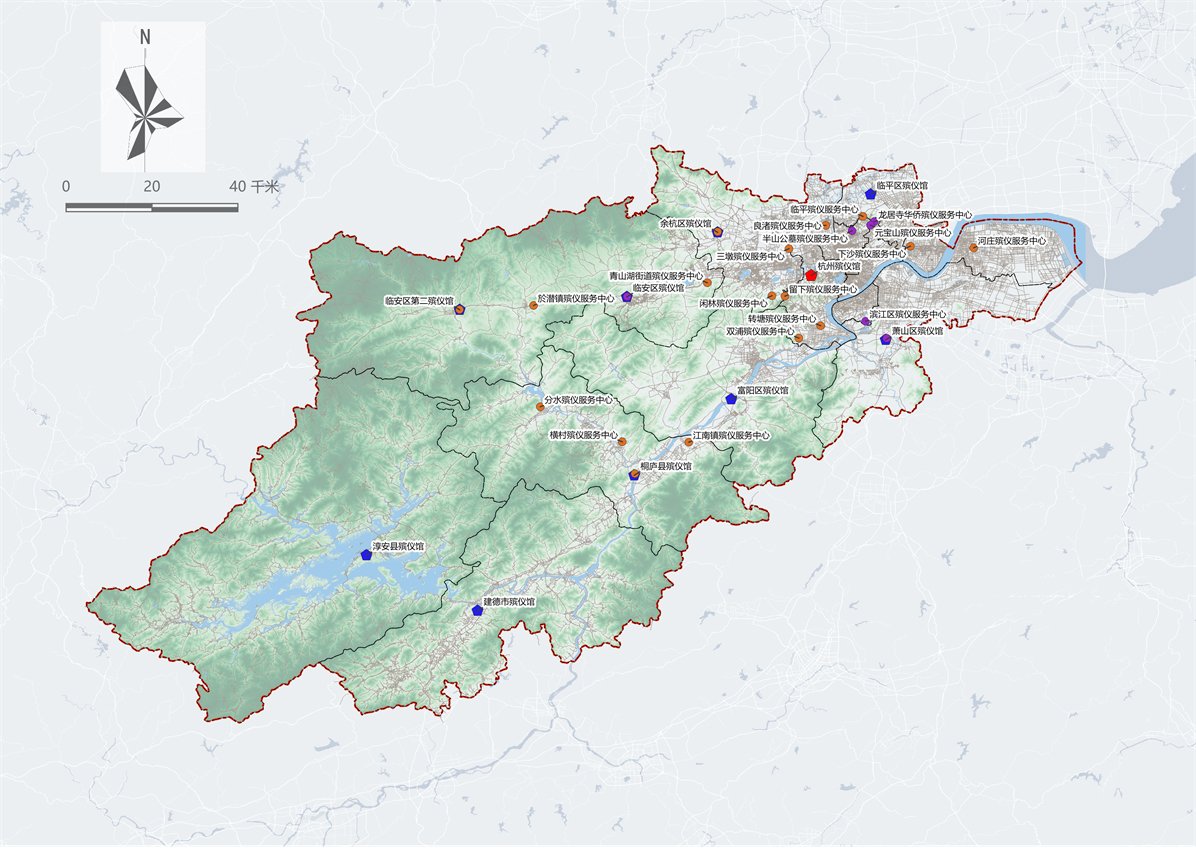 N
0 20 40 千米
临平区殡仪馆
临平殡仪服务中心
龙居寺华侨殡仪服务中心
余杭区殡仪馆
良渚殡仪服务中心
元宝山殡仪服务中心
半山公墓殡仪服务中心
河庄殡仪服务中心
三墩殡仪服务中心
下沙殡仪服务中心
杭州殡仪馆
青山湖街道殡仪服务中心
临安区殡仪馆
留下殡仪服务中心
临安区第二殡仪馆
於潜镇殡仪服务中心
闲林殡仪服务中心
转塘殡仪服务中心
滨江区殡仪服务中心
双浦殡仪服务中心
萧山区殡仪馆
富阳区殡仪馆
分水殡仪服务中心
横村殡仪服务中心
江南镇殡仪服务中心
桐庐县殡仪馆
淳安县殡仪馆
建德市殡仪馆